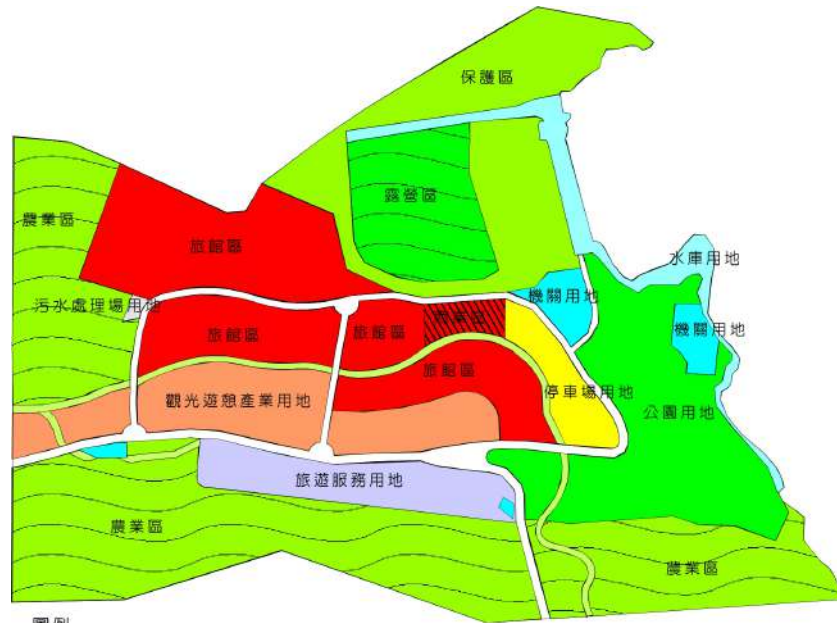 保護區
露營區
農業區
旅館區
水庫用地
污水處理場用地
機關用地
機關用地
旅館區
旅館區
旅館區
停車場用地
觀光遊憩產業用地
公園用地
旅遊服務用地
農業區
農業區